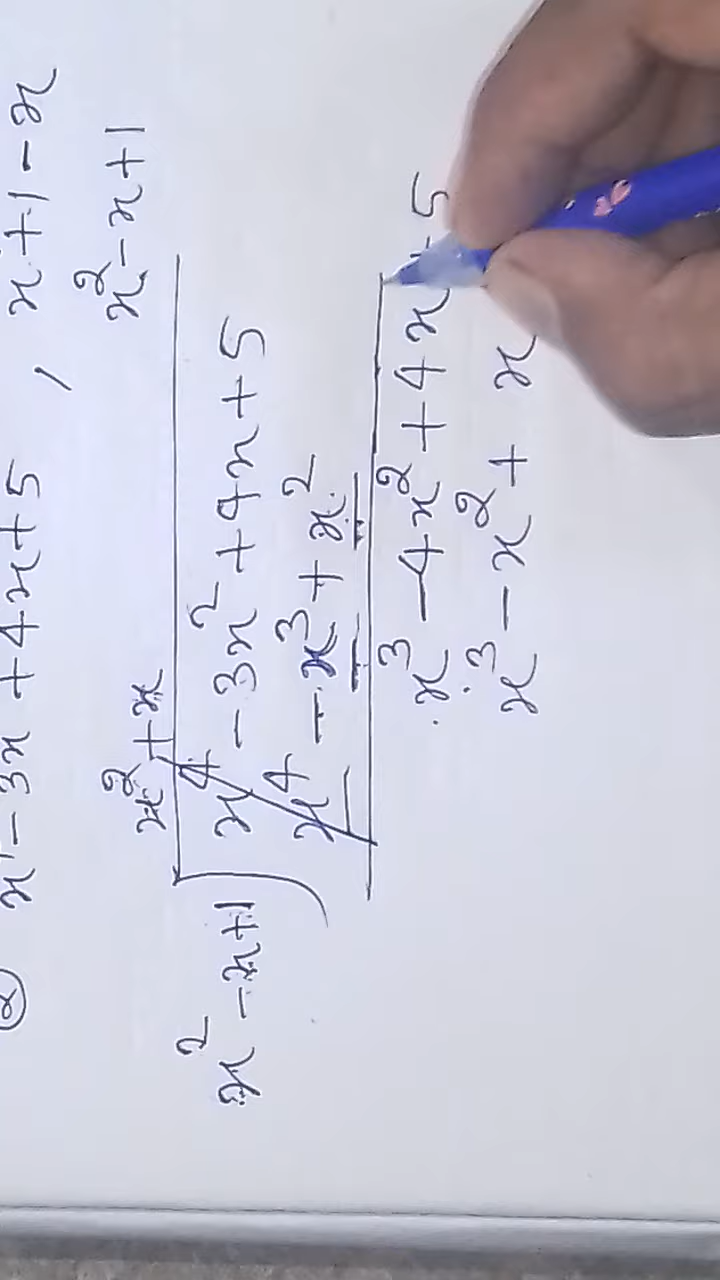 ② x⁴ - 3x² + 4x + 5 , x² + 1 - x
x² - x + 1
x² + x
x² - x + 1 ) x⁴ - 3x² + 4x + 5
x⁴ - x³ + x²
- - -
x³ - 4x² + 4x + 5
x³ - x² + x